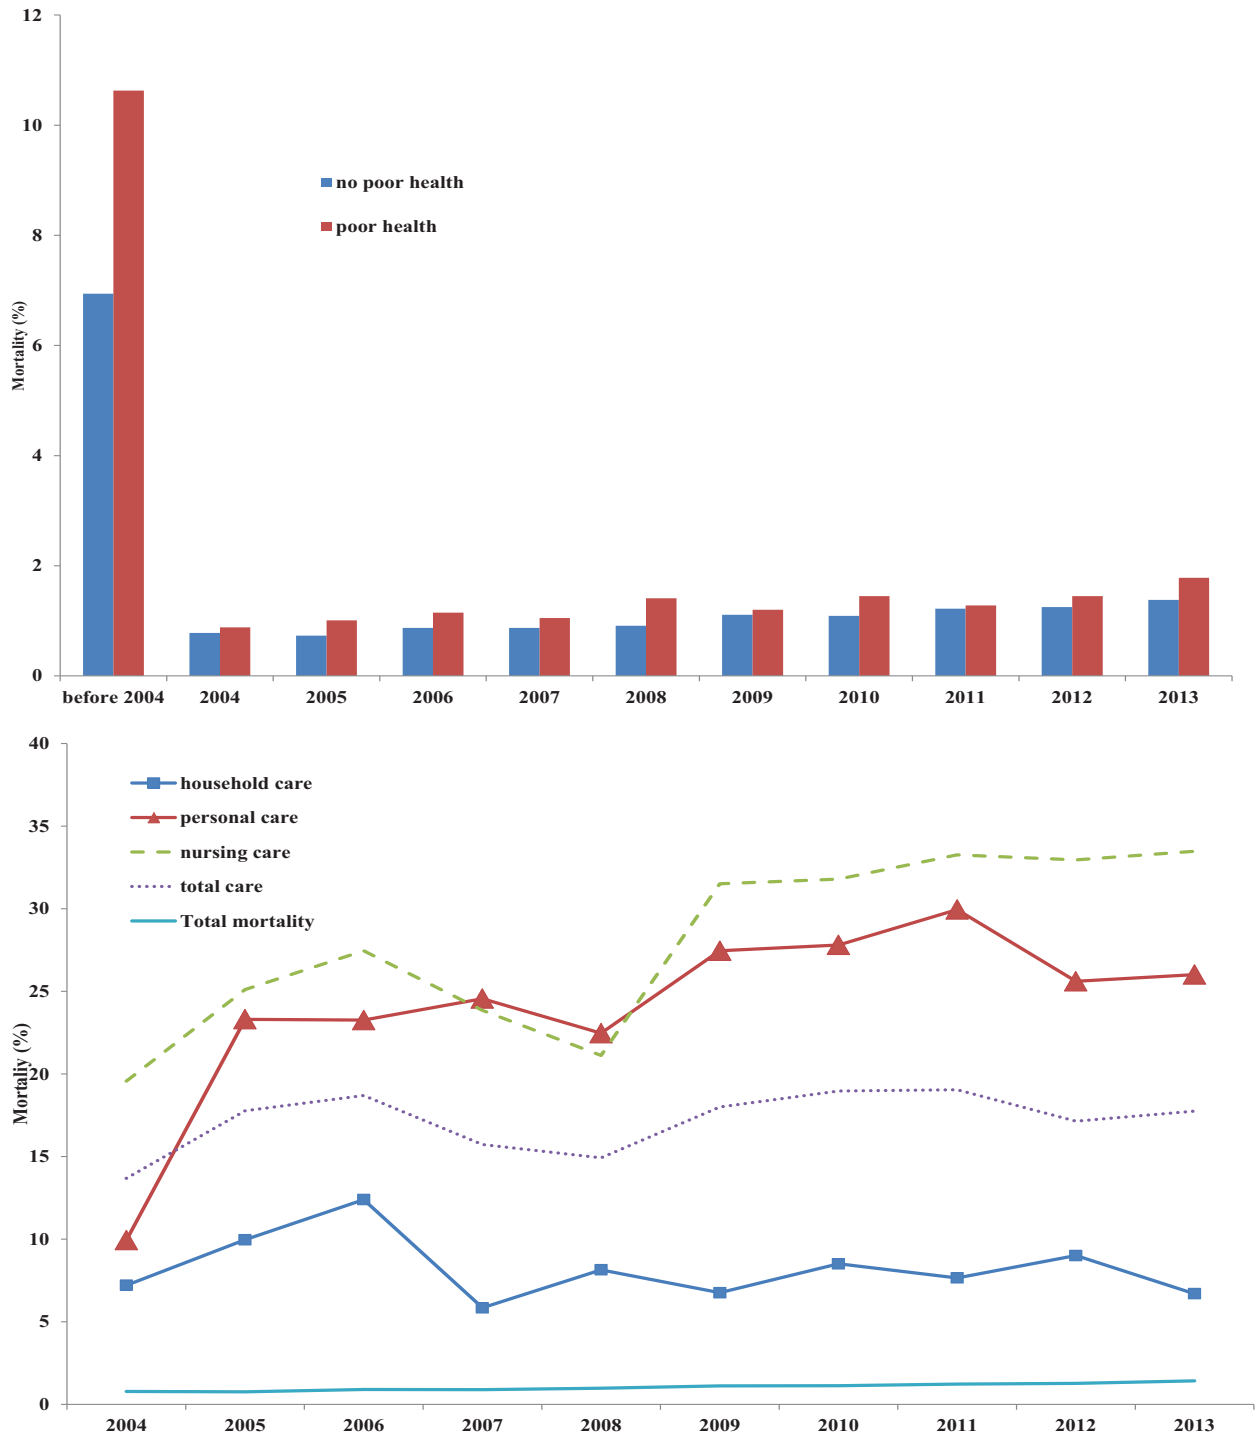 12
10
8
6
4
2
0
Mortality (%)
no poor health
poor health
before 2004 2004 2005 2006 2007 2008 2009 2010 2011 2012 2013
40
35
30
25
20
15
10
5
0
Mortaliy (%)
household care
personal care
nursing care
total care
Total mortality
2004 2005 2006 2007 2008 2009 2010 2011 2012 2013